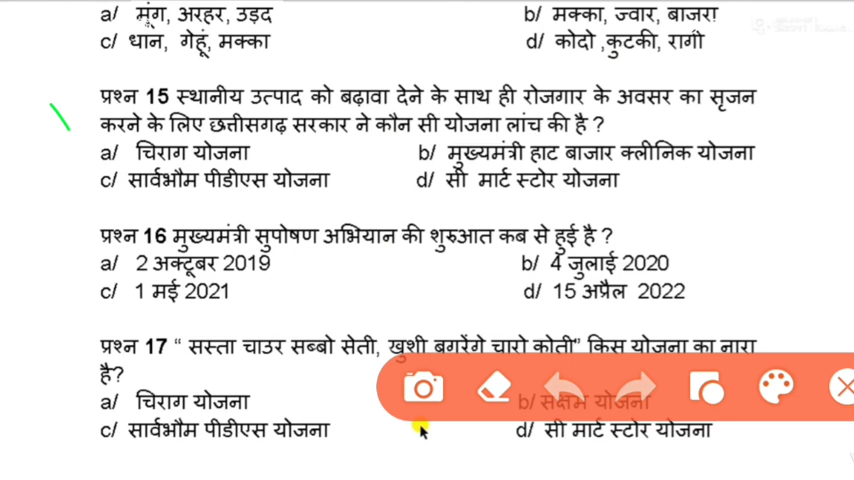 a/ मूंग, अरहर, उड़द b/ मक्का, ज्वार, बाजरा
c/ धान, गेहूं, मक्का d/ कोदो ,कुटकी, रागी
प्रश्न 15 स्थानीय उत्पाद को बढ़ावा देने के साथ ही रोजगार के अवसर का सृजन
करने के लिए छत्तीसगढ़ सरकार ने कौन सी योजना लांच की है ?
a/ चिराग योजना b/ मुख्यमंत्री हाट बाजार क्लीनिक योजना
c/ सार्वभौम पीडीएस योजना d/ सी मार्ट स्टोर योजना
प्रश्न 16 मुख्यमंत्री सुपोषण अभियान की शुरुआत कब से हुई है ?
a/ 2 अक्टूबर 2019 b/ 4 जुलाई 2020
c/ 1 मई 2021 d/ 15 अप्रैल 2022
प्रश्न 17 “ सस्ता चाउर सब्बो सेती, खुशी बगरेंगे चारो कोती” किस योजना का नारा
है?
a/ चिराग योजना b/ सक्षम योजना
c/ सार्वभौम पीडीएस योजना d/ सी मार्ट स्टोर योजना